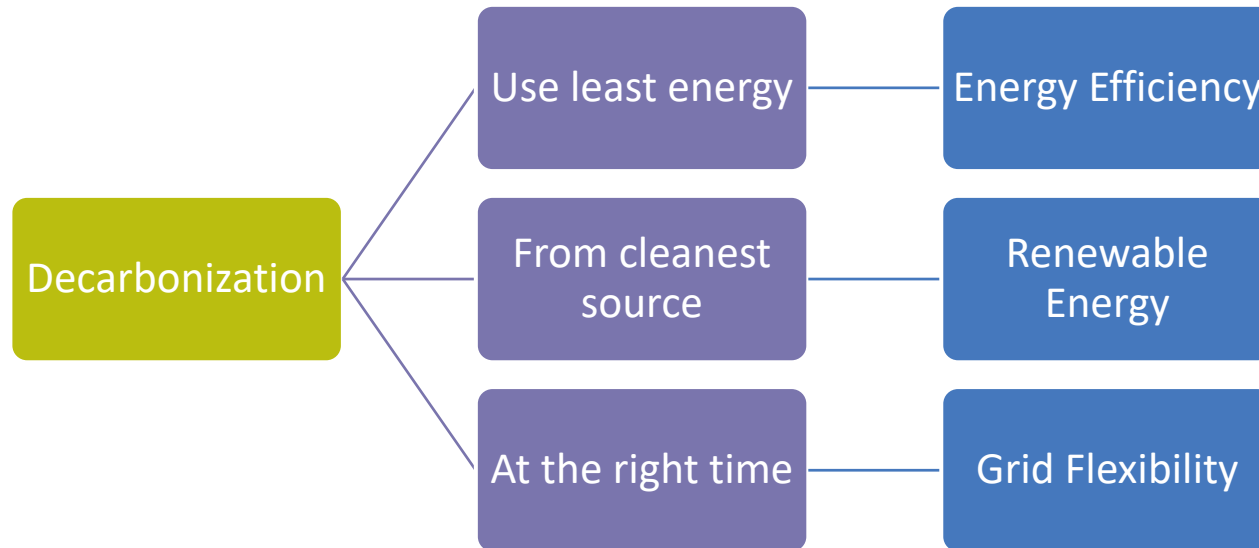 Use least energy
Energy Efficiency
Decarbonization
From cleanest
source
Renewable
Energy
At the right time
Grid Flexibility